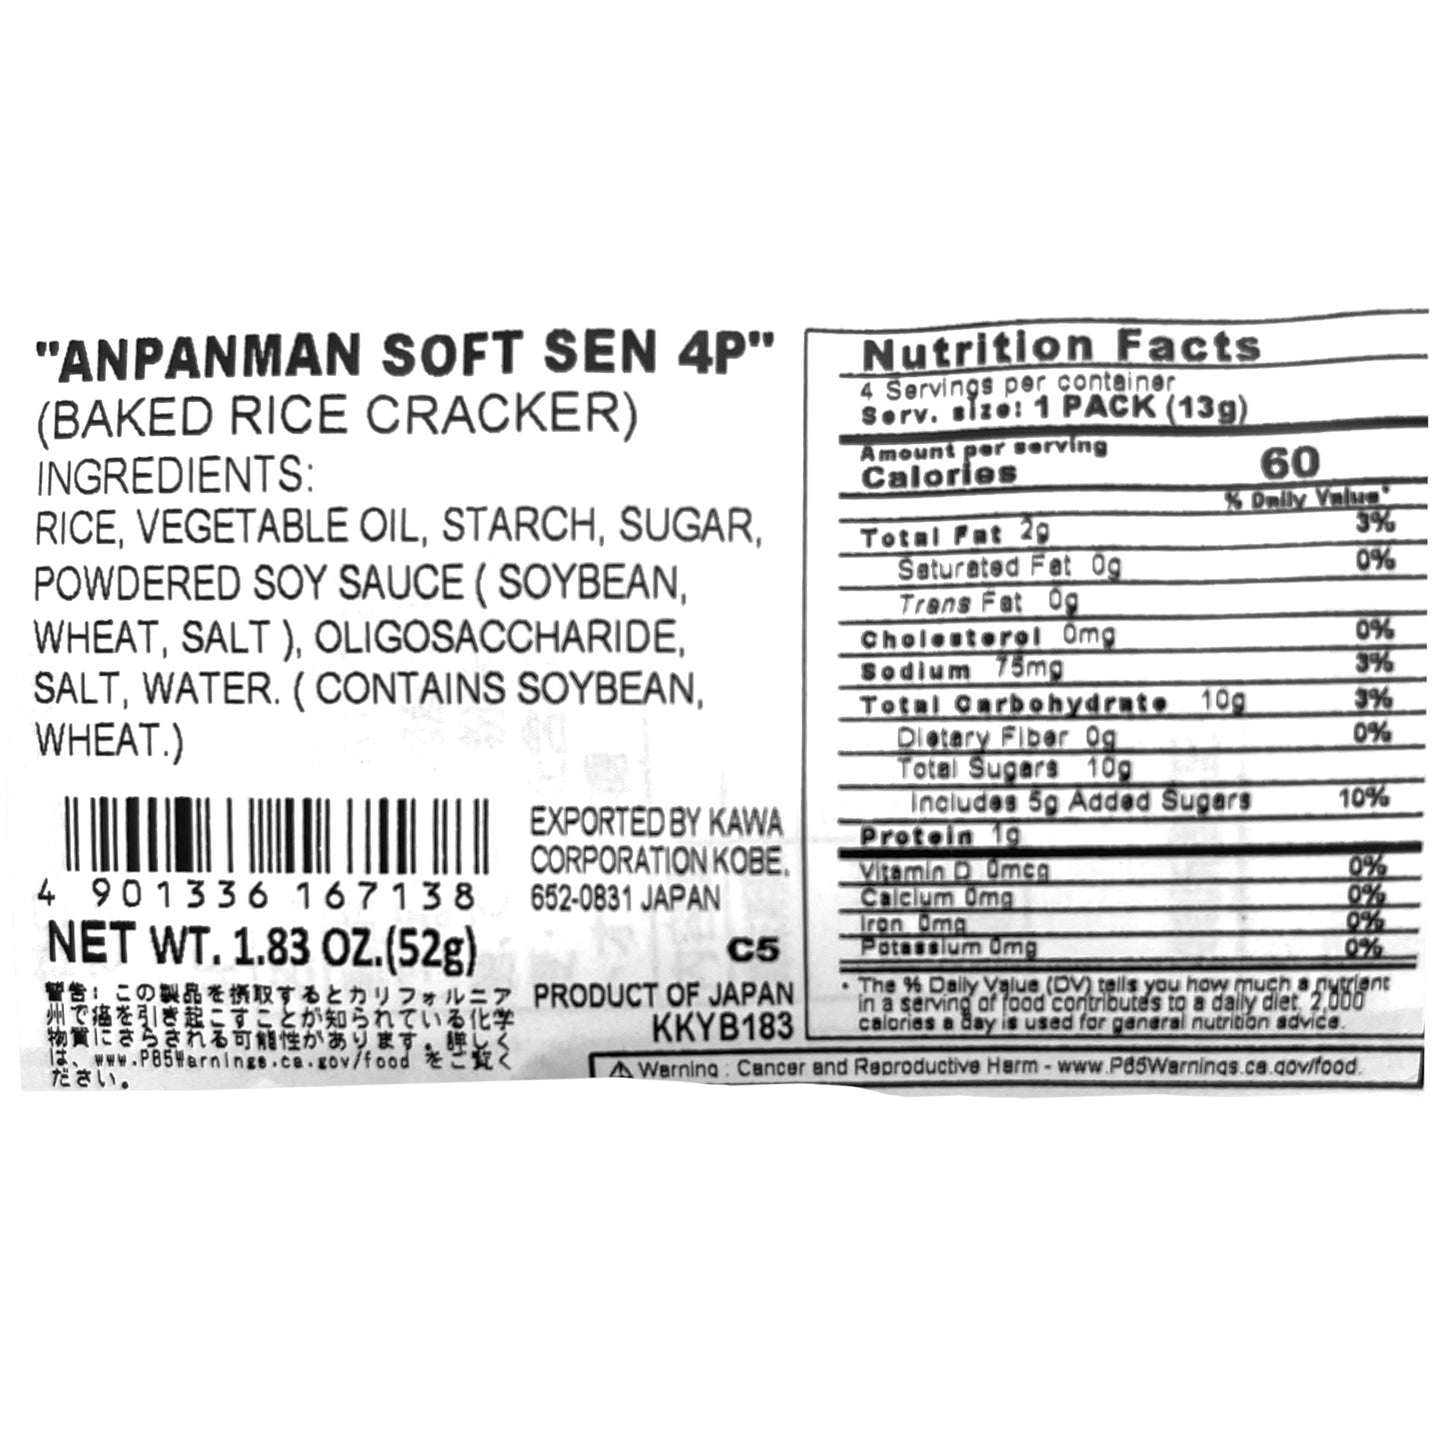 "ANPANMAN SOFT SEN 4P"
(BAKED RICE CRACKER)
INGREDIENTS:
RICE, VEGETABLE OIL, STARCH, SUGAR,
POWDERED SOY SAUCE ( SOYBEAN,
WHEAT, SALT ), OLIGOSACCHARIDE,
SALT, WATER. ( CONTAINS SOYBEAN,
WHEAT.)
4 901336 167138
NET WT. 1.83 OZ.(52g)
EXPORTED BY KAWA
CORPORATION KOBE,
652-0831 JAPAN
C5
PRODUCT OF JAPAN
KKYB183
警告: この製品を摂取するとカリフォルニア
州で癌を引き起こすことが知られている化学
物質にさらされる可能性があります。詳しく
は、www.P65Warnings.ca.gov/food をご覧く
ださい。
Nutrition Facts
4 Servings per container
Serv. size: 1 PACK (13g)
Amount per serving
Calories 60
% Daily Value*
Total Fat 2g 3%
Saturated Fat 0g 0%
Trans Fat 0g
Cholesterol 0mg 0%
Sodium 75mg 3%
Total Carbohydrate 10g 3%
Dietary Fiber 0g 0%
Total Sugars 10g
Includes 5g Added Sugars 10%
Protein 1g
Vitamin D 0mcg 0%
Calcium 0mg 0%
Iron 0mg 0%
Potassium 0mg 0%
* The % Daily Value (DV) tells you how much a nutrient
in a serving of food contributes to a daily diet. 2,000
calories a day is used for general nutrition advice.
⚠ Warning : Cancer and Reproductive Harm - www.P65Warnings.ca.gov/food.